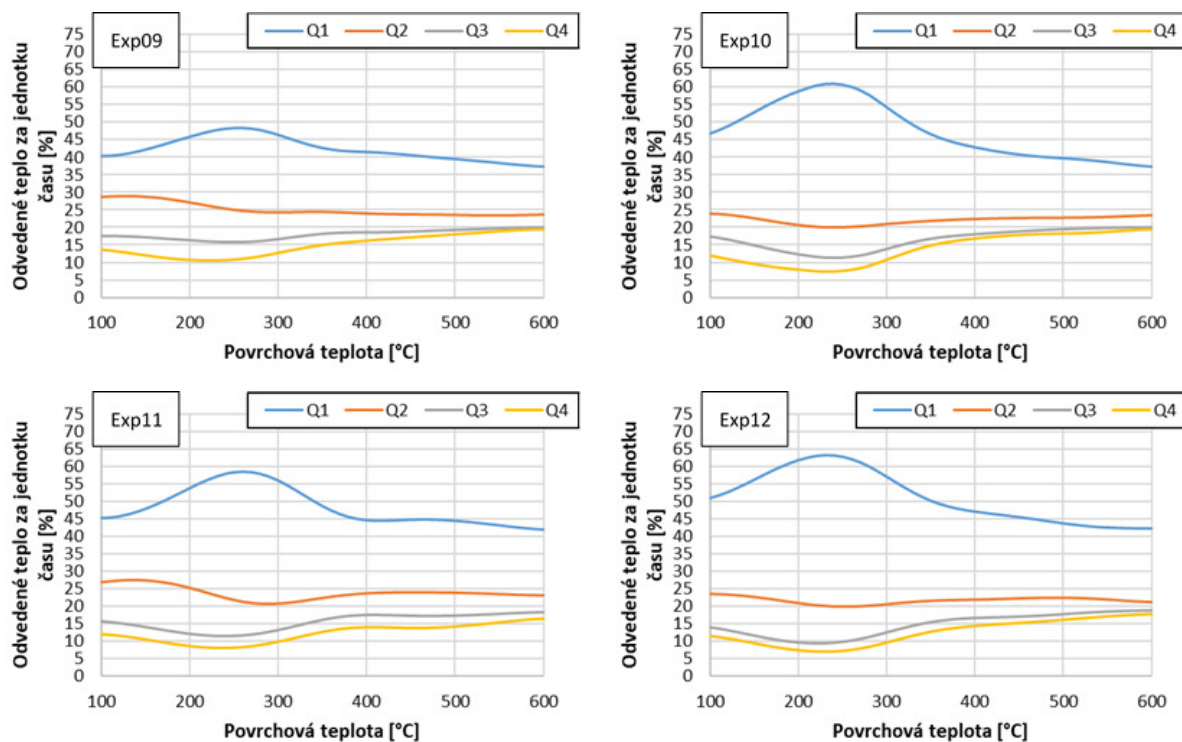 Exp09
Q1 Q2 Q3 Q4
Odvedené teplo za jednotku
času [%]
75
70
65
60
55
50
45
40
35
30
25
20
15
10
5
0
100 200 300 400 500 600
Povrchová teplota [°C]
Exp10
Q1 Q2 Q3 Q4
Odvedené teplo za jednotku
času [%]
75
70
65
60
55
50
45
40
35
30
25
20
15
10
5
0
100 200 300 400 500 600
Povrchová teplota [°C]
Exp11
Q1 Q2 Q3 Q4
Odvedené teplo za jednotku
času [%]
75
70
65
60
55
50
45
40
35
30
25
20
15
10
5
0
100 200 300 400 500 600
Povrchová teplota [°C]
Exp12
Q1 Q2 Q3 Q4
Odvedené teplo za jednotku
času [%]
75
70
65
60
55
50
45
40
35
30
25
20
15
10
5
0
100 200 300 400 500 600
Povrchová teplota [°C]